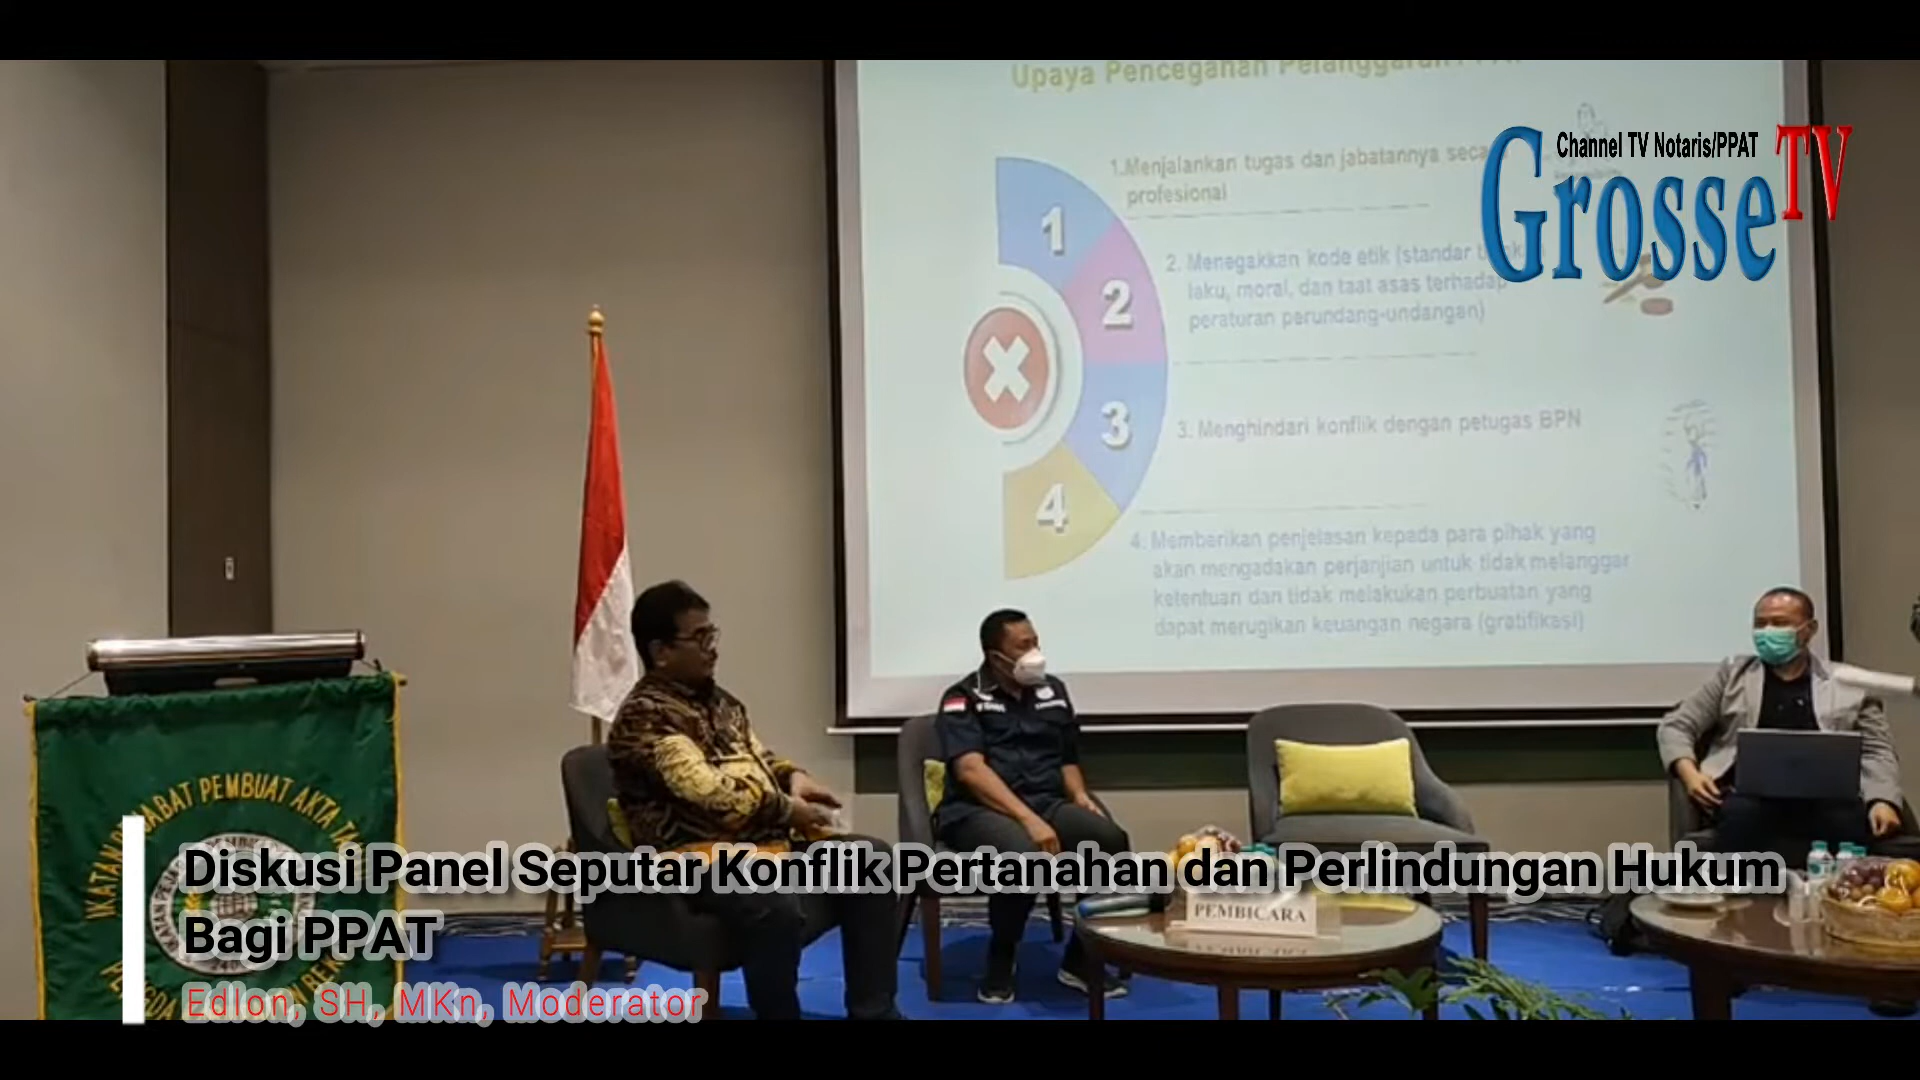 Upaya Pencegahan Pelanggaran
Channel TV Notaris/PPAT
Grosse TV
1.Menjalankan tugas dan jabatannya seca
profesional
2. Menegakkan kode etik (standar
laku, moral, dan taat asas terhadap
peraturan perundang-undangan)
3. Menghindari konflik dengan petugas BPN
4. Memberikan penjelasan kepada para pihak yang
akan mengadakan perjanjian untuk tidak melanggar
ketentuan dan tidak melakukan perbuatan yang
dapat merugikan keuangan negara (gratifikasi)
1
2
3
4
PEMBUAT AKTA
PEMBICARA
Diskusi Panel Seputar Konflik Pertanahan dan Perlindungan Hukum
Bagi PPAT
Edlon, SH, MKn, Moderator